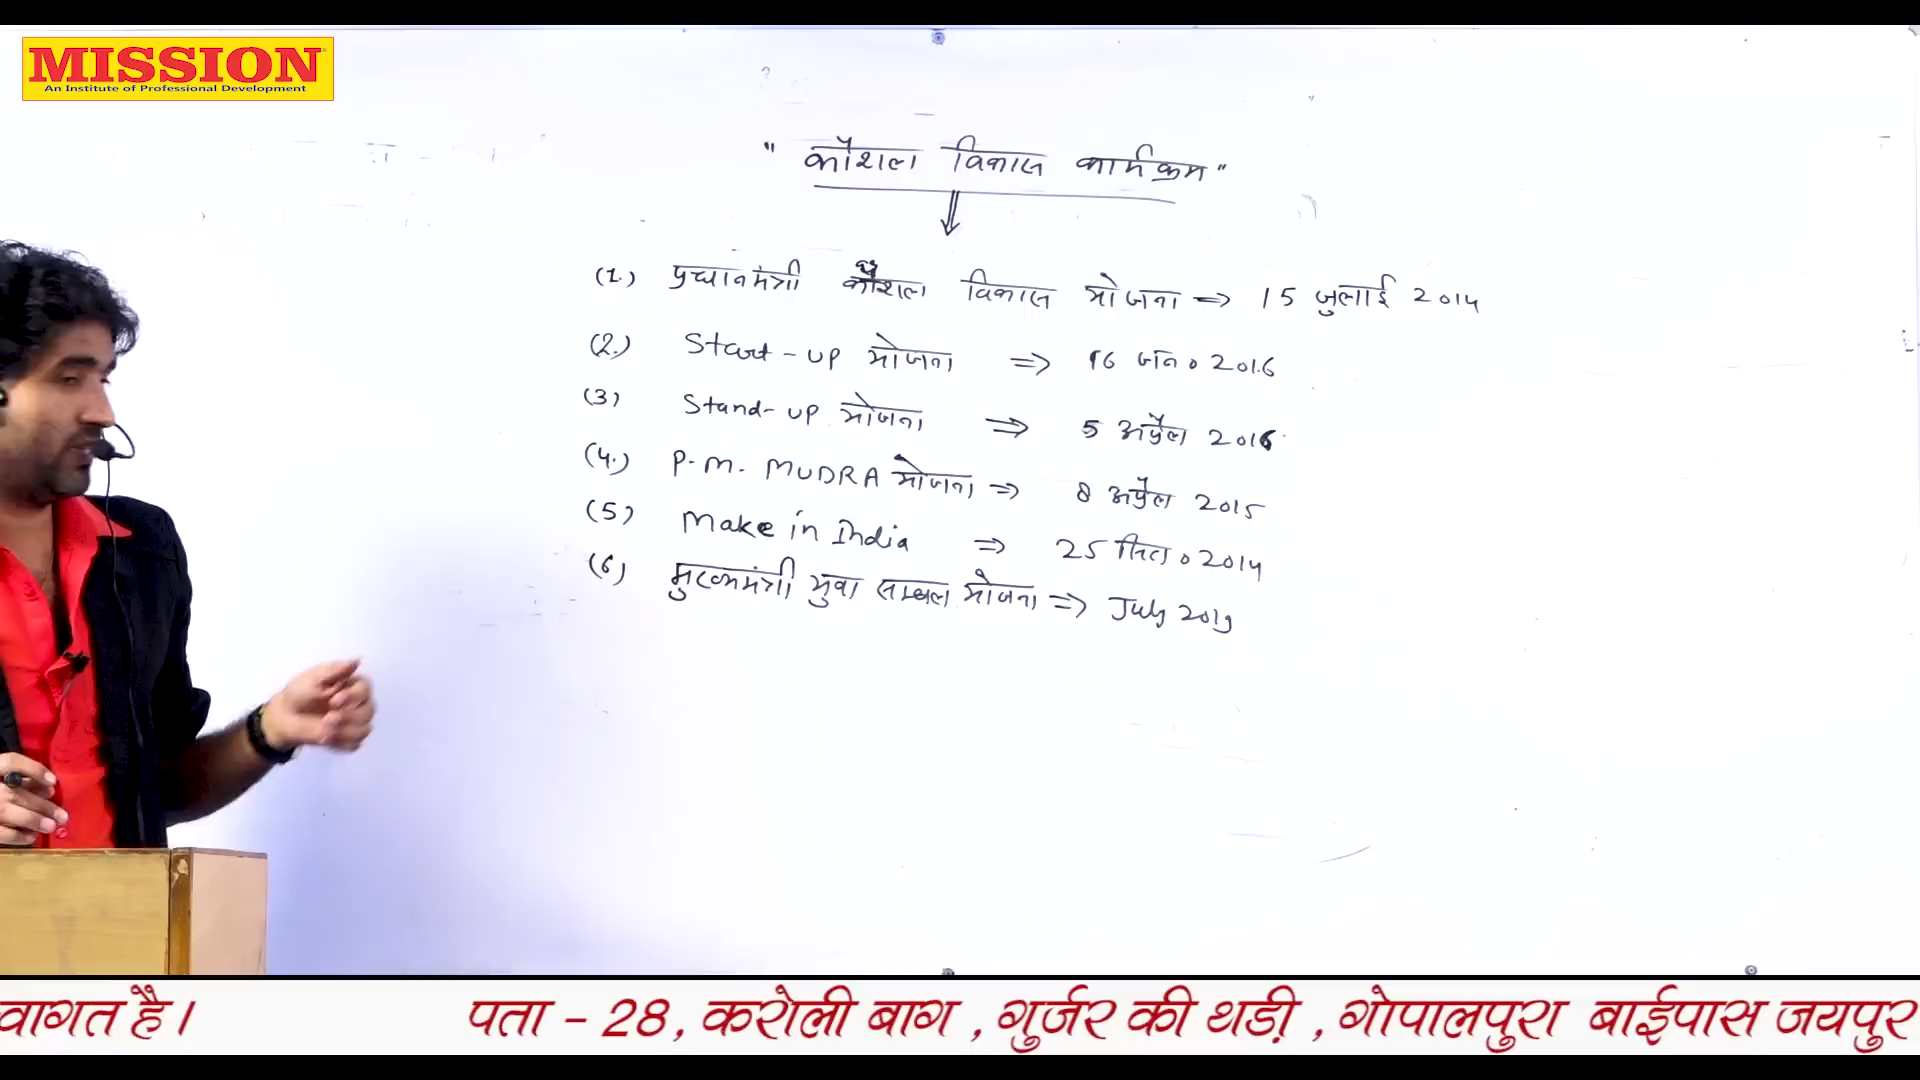 MISSION
An Institute of Professional Development
" कौशल विकास कार्यक्रम "
(1.) प्रधानमंत्री कौशल विकास योजना ⇒ 15 जुलाई 2014
(2.) Start-up योजना ⇒ 16 जन० 2016
(3) Stand-up योजना ⇒ 5 अप्रैल 2016
(4.) P.M. MUDRA योजना ⇒ 8 अप्रैल 2015
(5) Make in India ⇒ 25 सित० 2014
(6) मुख्यमंत्री युवा सम्बल योजना ⇒ July 2019
वागत है। पता - 28, करोली बाग , गुर्जर की थडी़ , गोपालपुरा बाईपास जयपुर